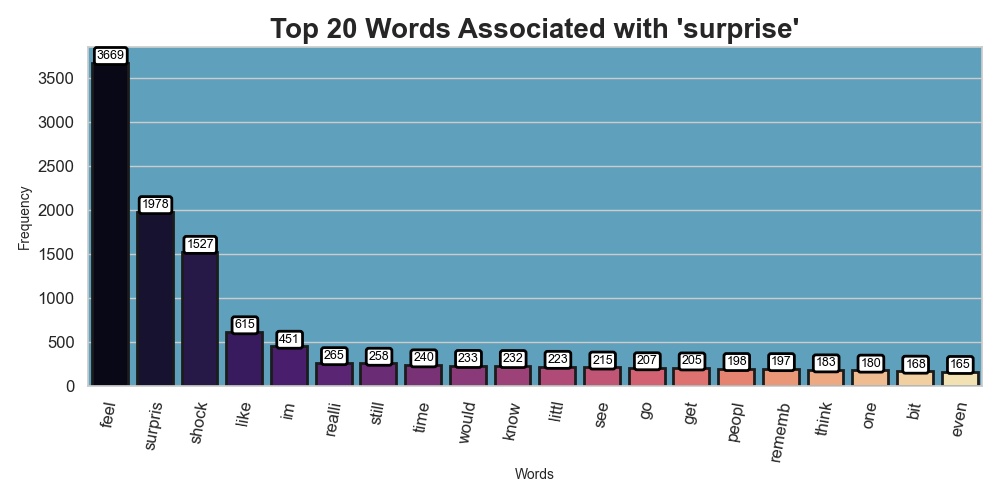 Top 20 Words Associated with 'surprise'
Frequency
3500
3000
2500
2000
1500
1000
500
0
3669
1978
1527
615
451
265
258
240
233
232
223
215
207
205
198
197
183
180
168
165
feel
surpris
shock
like
im
realli
still
time
would
know
littl
see
go
get
peopl
rememb
think
one
bit
even
Words